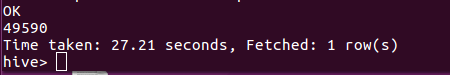 OK
49590
Time taken: 27.21 seconds, Fetched: 1 row(s)
hive>